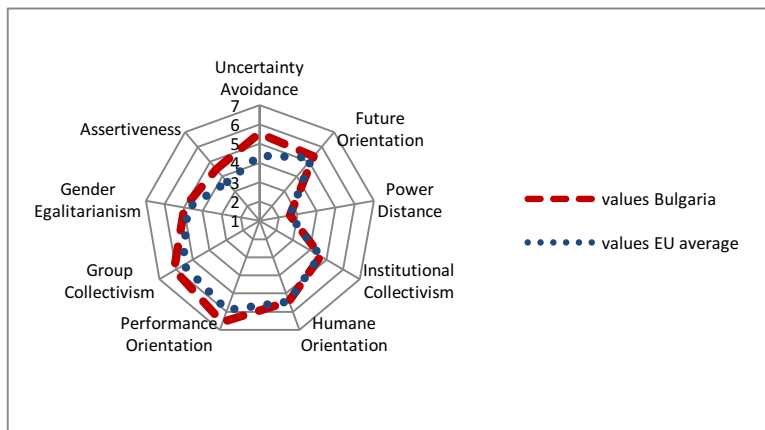 Uncertainty
Avoidance
Future
Orientation
Power
Distance
Institutional
Collectivism
Humane
Orientation
Performance
Orientation
Group
Collectivism
Gender
Egalitarianism
Assertiveness
7
6
5
4
3
2
1
values Bulgaria
values EU average